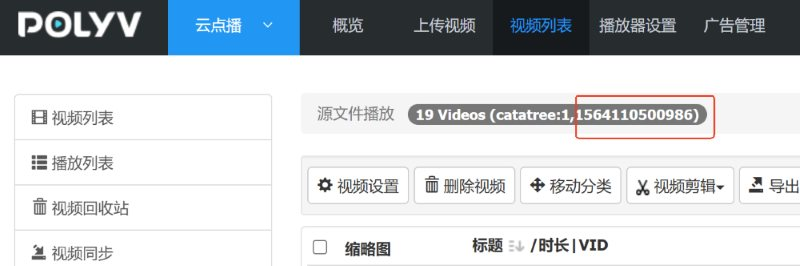 POLYV 云点播 概览 上传视频 视频列表 播放器设置 广告管理
视频列表
播放列表
视频回收站
视频同步
源文件播放 19 Videos (catatree:1,1564110500986)
视频设置 删除视频 移动分类 视频剪辑 导出
缩略图 标题 /时长|VID